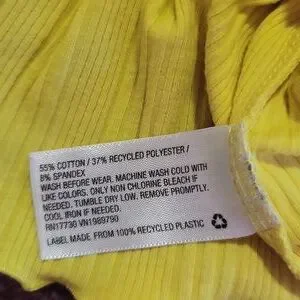 55% COTTON / 37% RECYCLED POLYESTER /
8% SPANDEX
WASH BEFORE WEAR. MACHINE WASH COLD WITH
LIKE COLORS. ONLY NON CHLORINE BLEACH IF
NEEDED. TUMBLE DRY LOW. REMOVE PROMPTLY.
COOL IRON IF NEEDED.
RN17730 VN1989790
LABEL MADE FROM 100% RECYCLED PLASTIC